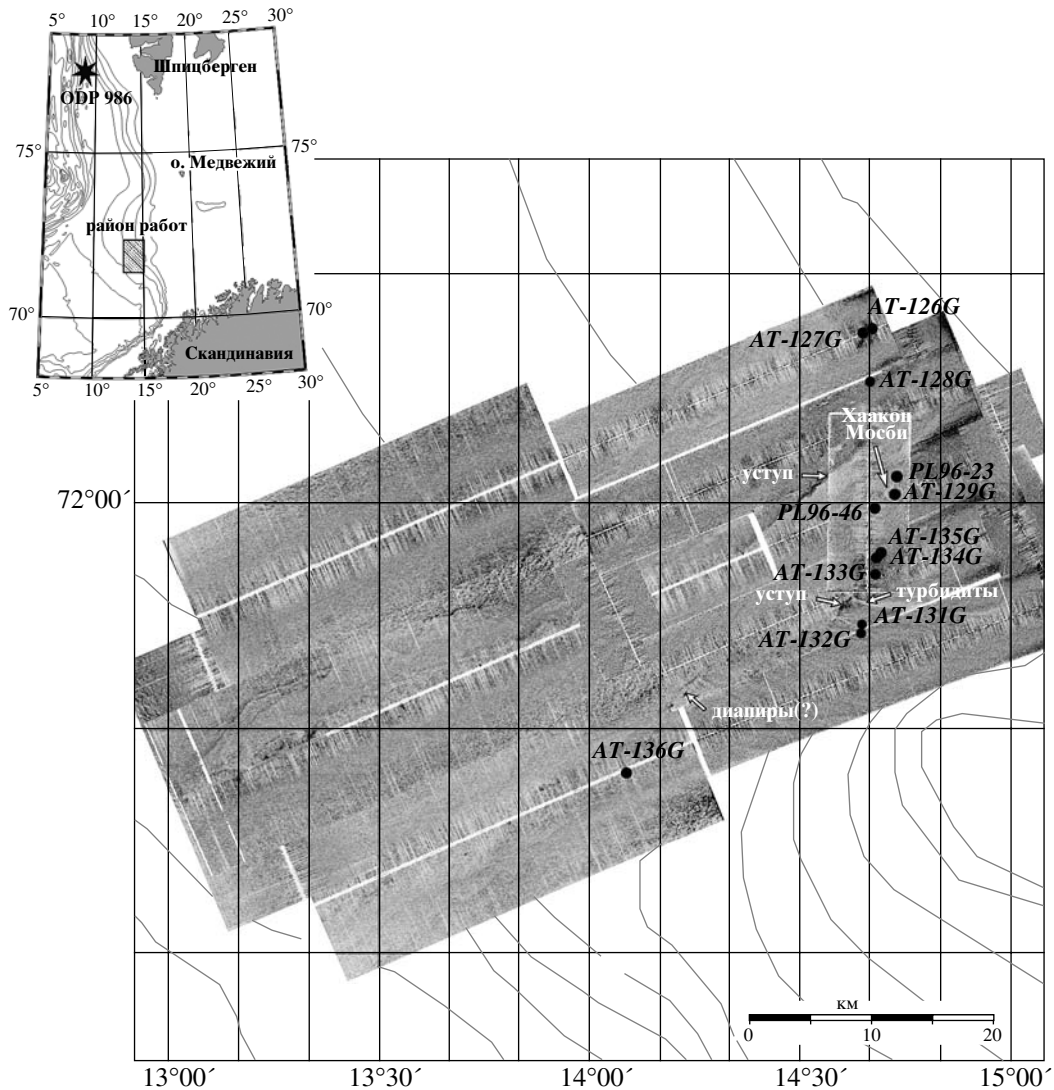 5° 10° 15° 20° 25° 30°
Шпицберген
ODP 986
75° 75°
о. Медвежий
район работ
70° 70°
Скандинавия
5° 10° 15° 20° 25° 30°
AT-126G
AT-127G
AT-128G
Хаакон
Мосби
уступ
PL96-23
72°00´
AT-129G
PL96-46
AT-135G
AT-134G
AT-133G
уступ
турбидиты
AT-131G
AT-132G
диапиры(?)
AT-136G
км
0 10 20
13°00´ 13°30´ 14°00´ 14°30´ 15°00´